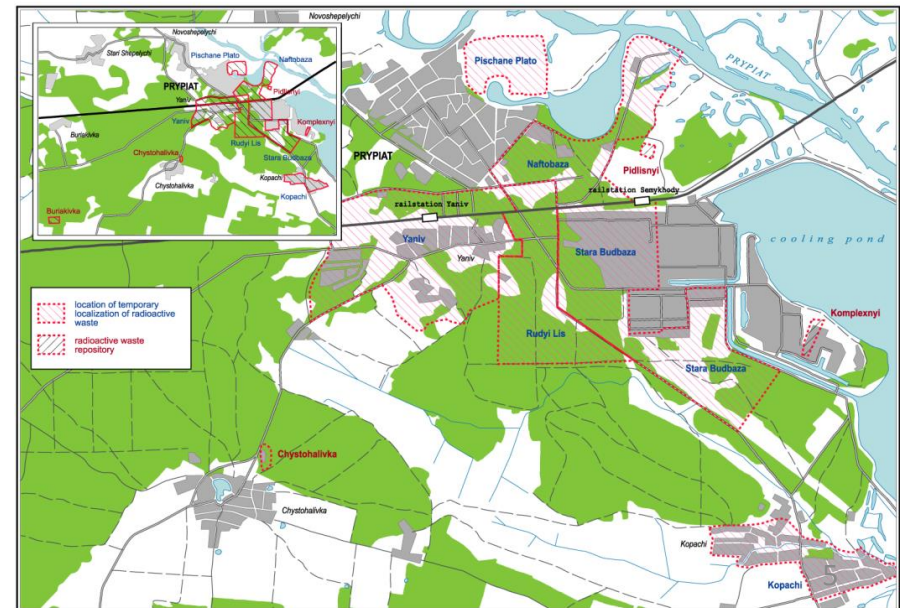 Novoshepelychi
Novoshepelychi
Stari Shepelychi
Pischane Plato
Naftobaza
PRYPIAT
Yaniv
Pidlisnyi
Yaniv
Komplexnyi
Rudyi Lis
Buriakivka
Chystohalivka
Stara Budbaza
Chystohalivka
Kopachi
Kopachi
Buriakivka
Pischane Plato
PRYPIAT
PRYPIAT
Naftobaza
Pidlisnyi
railstation Semykhody
railstation Yaniv
Yaniv
Yaniv
Stara Budbaza
cooling pond
location of temporary
localization of radioactive
waste
radioactive waste
repository
Komplexnyi
Rudyi Lis
Stara Budbaza
Chystohalivka
Chystohalivka
Kopachi
Kopachi
5